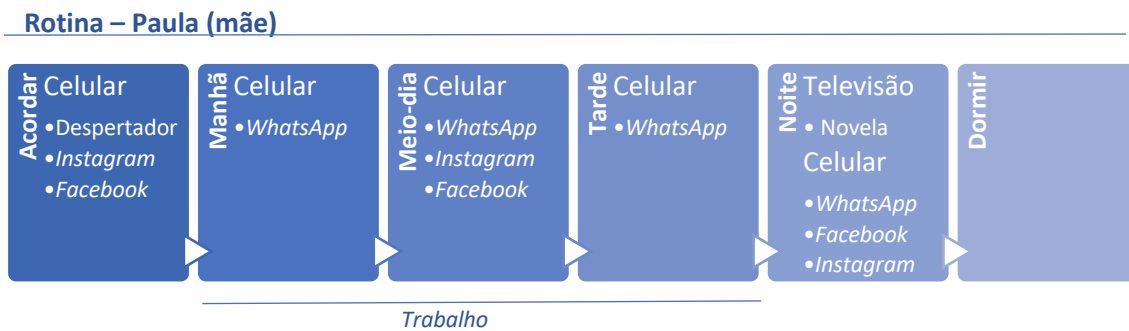 Rotina – Paula (mãe)
Acordar
Celular
•Despertador
•Instagram
•Facebook
Manhã
Celular
•WhatsApp
Meio-dia
Celular
•WhatsApp
•Instagram
•Facebook
Tarde
Celular
•WhatsApp
Noite
Televisão
• Novela
Celular
•WhatsApp
•Facebook
•Instagram
Dormir
Trabalho